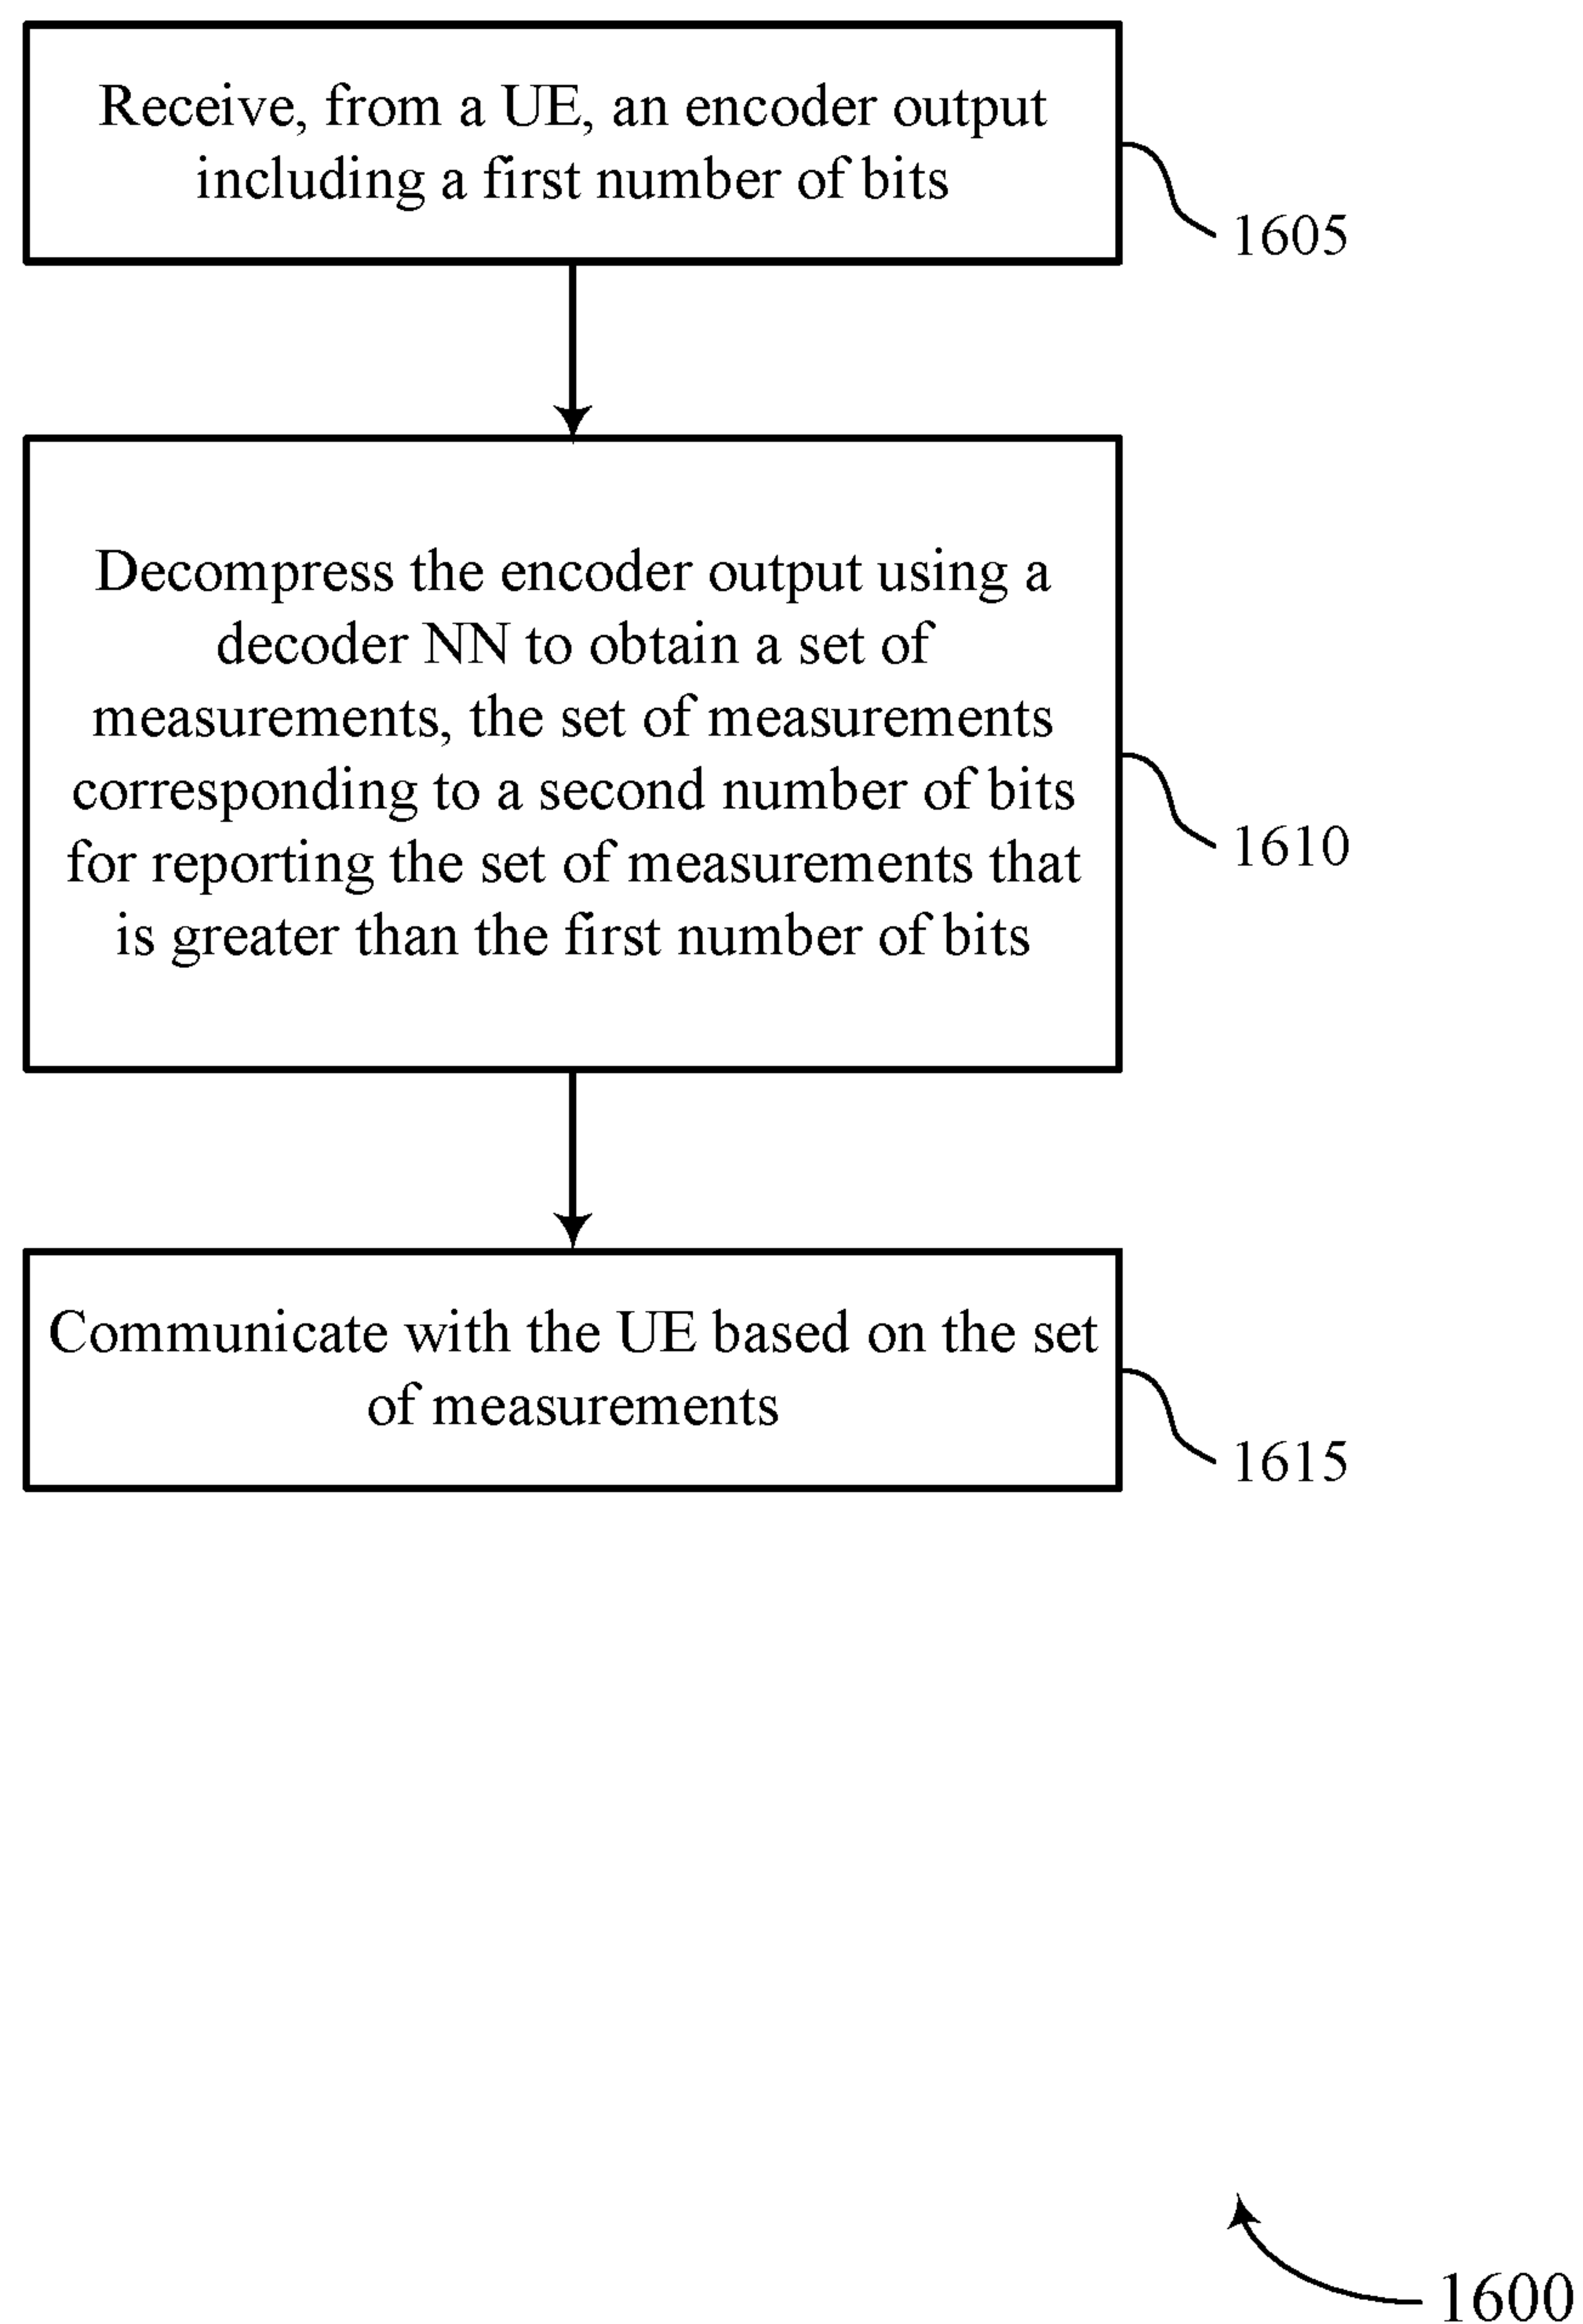 Receive, from a UE, an encoder output
including a first number of bits
1605
Decompress the encoder output using a
decoder NN to obtain a set of
measurements, the set of measurements
corresponding to a second number of bits
for reporting the set of measurements that
is greater than the first number of bits
1610
Communicate with the UE based on the set
of measurements
1615
1600